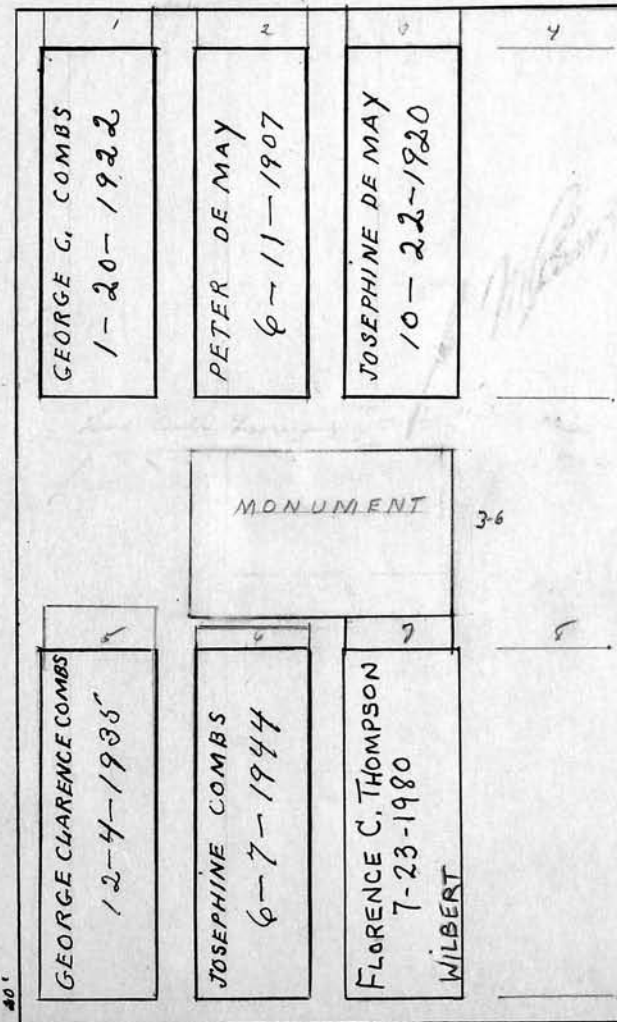 1
2
3
4
GEORGE C. COMBS
1-20-1922
PETER DE MAY
6-11-1907
JOSEPHINE DE MAY
10-22-1920
MONUMENT
3-6
5
6
7
8
GEORGE CLARENCE COMBS
12-4-1935
JOSEPHINE COMBS
6-7-1944
FLORENCE C. THOMPSON
7-23-1980
WILBERT